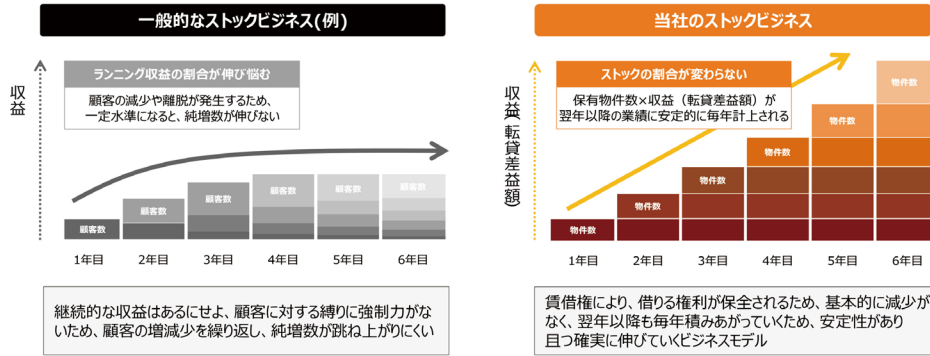 一般的なストックビジネス(例)
収益
ランニング収益の割合が伸び悩む
顧客の減少や離脱が発生するため、
一定水準になると、純増数が伸びない
顧客数
顧客数
顧客数
顧客数
顧客数
顧客数
1年目
2年目
3年目
4年目
5年目
6年目
継続的な収益はあるにせよ、顧客に対する縛りに強制力がな
いため、顧客の増減少を繰り返し、純増数が跳ね上がりにくい
当社のストックビジネス
収益(転貸差益額)
ストックの割合が変わらない
保有物件数×収益（転貸差益額）が
翌年以降の業績に安定的に毎年計上される
物件数
物件数
物件数
物件数
物件数
物件数
1年目
2年目
3年目
4年目
5年目
6年目
賃借権により、借りる権利が保全されるため、基本的に減少が
なく、翌年以降も毎年積みあがっていくため、安定性があり
且つ確実に伸びていくビジネスモデル